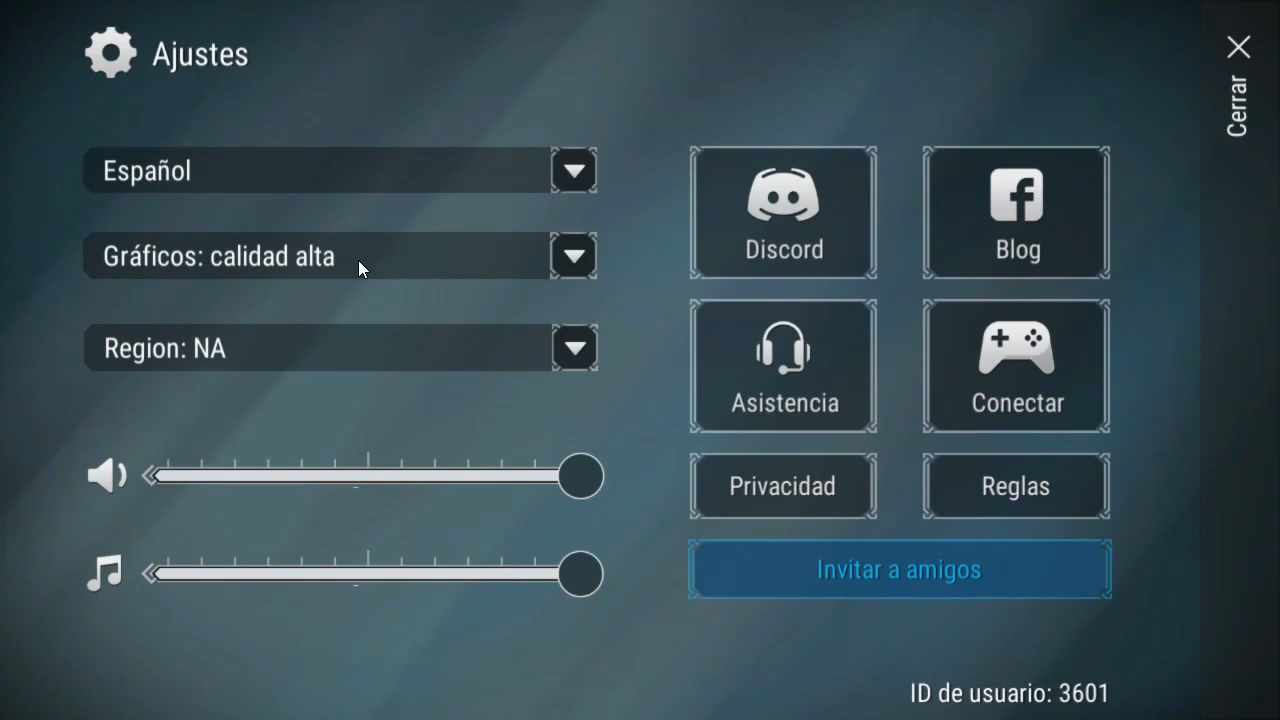 Ajustes
Cerrar
Español
Gráficos: calidad alta
Region: NA
Discord
Blog
Asistencia
Conectar
Privacidad
Reglas
Invitar a amigos
ID de usuario: 3601